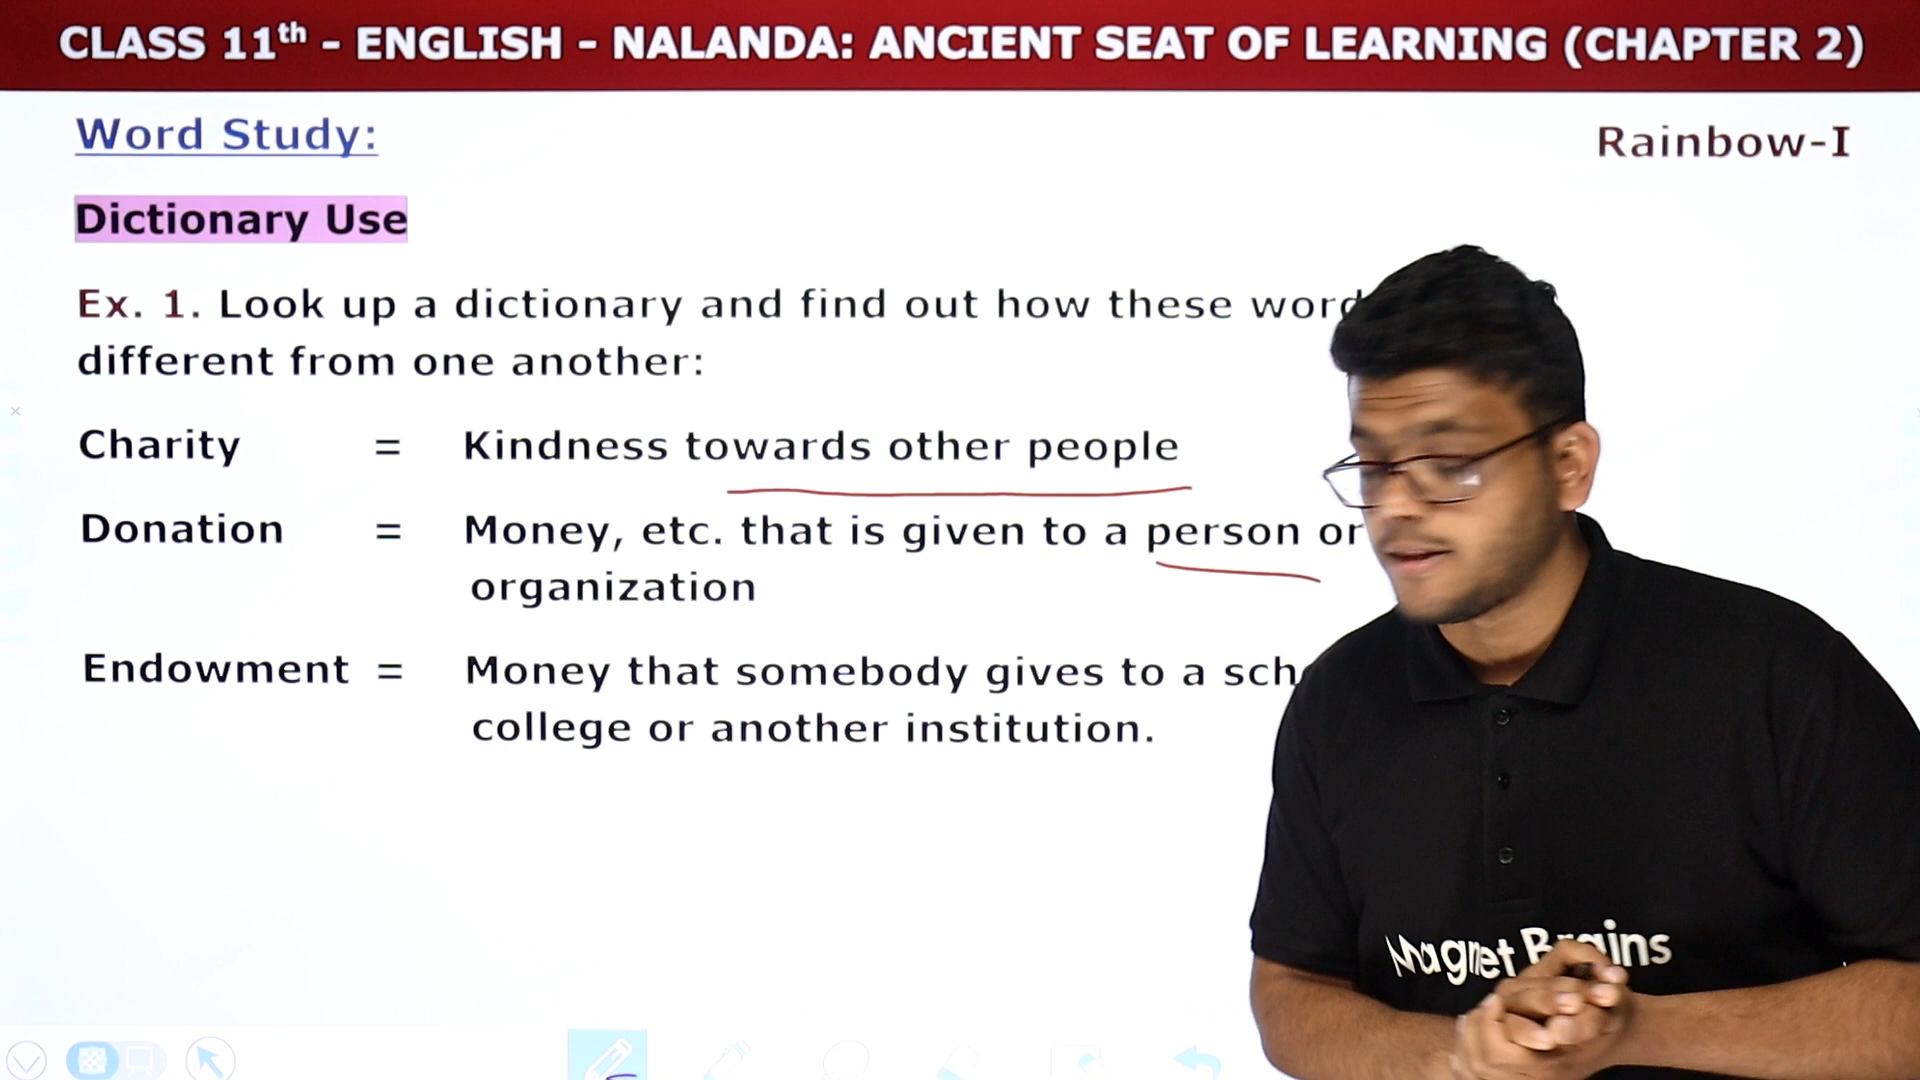 CLASS 11th - ENGLISH - NALANDA: ANCIENT SEAT OF LEARNING (CHAPTER 2)
Word Study:
Rainbow-I
Dictionary Use
Ex. 1. Look up a dictionary and find out how these
different from one another:
Charity = Kindness towards other people
Donation = Money, etc. that is given to a person or
organization
Endowment = Money that somebody gives to a
college or another institution.
Magnet Brains